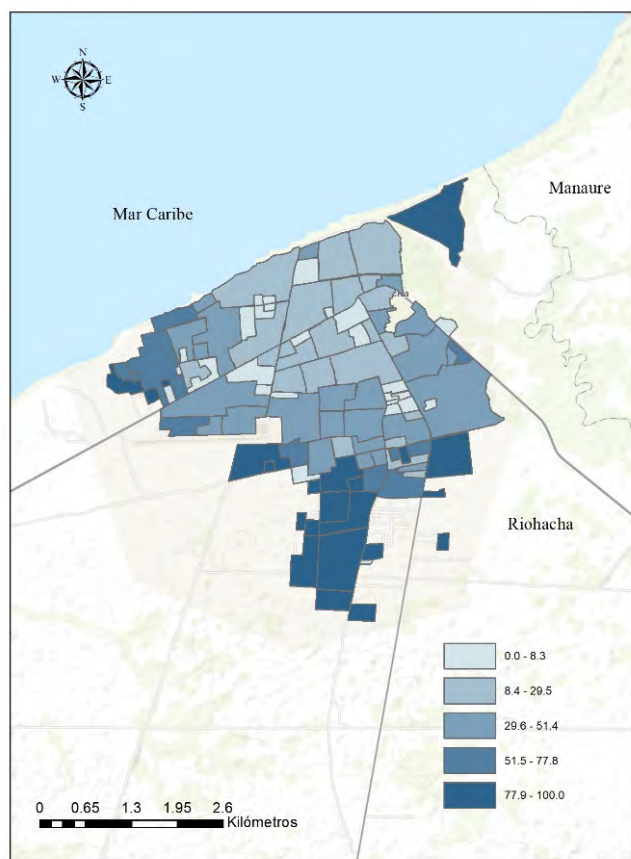 N
W E
S
Mar Caribe
Manaure
Riohacha
0.0 - 8.3
8.4 - 29.5
29.6 - 51.4
51.5 - 77.8
77.9 - 100.0
0 0.65 1.3 1.95 2.6
Kilómetros